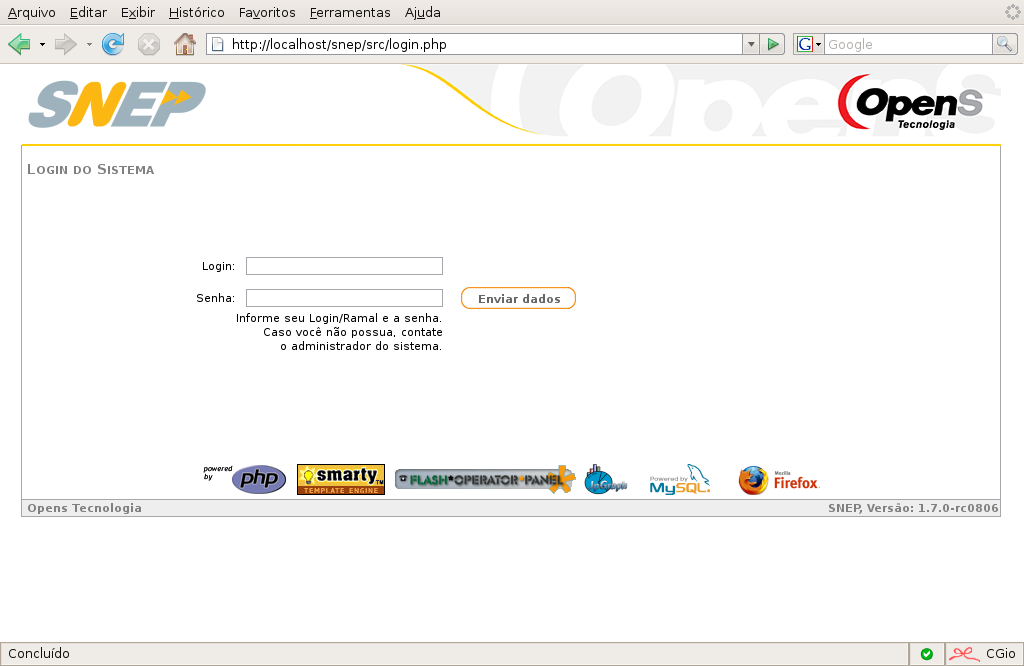 Arquivo Editar Exibir Histórico Favoritos Ferramentas Ajuda
http://localhost/snep/src/login.php
G Google
SNEP
OpenS
OpenS
Tecnologia
LOGIN DO SISTEMA
Login:
Senha:
Enviar dados
Informe seu Login/Ramal e a senha.
Caso você não possua, contate
o administrador do sistema.
powered
by
php
smarty
TM
TEMPLATE ENGINE
FLASH OPERATOR PANEL
Powered by
MySQL
Mozilla
Firefox
Opens Tecnologia
SNEP, Versão: 1.7.0-rc0806
Concluído
CGio